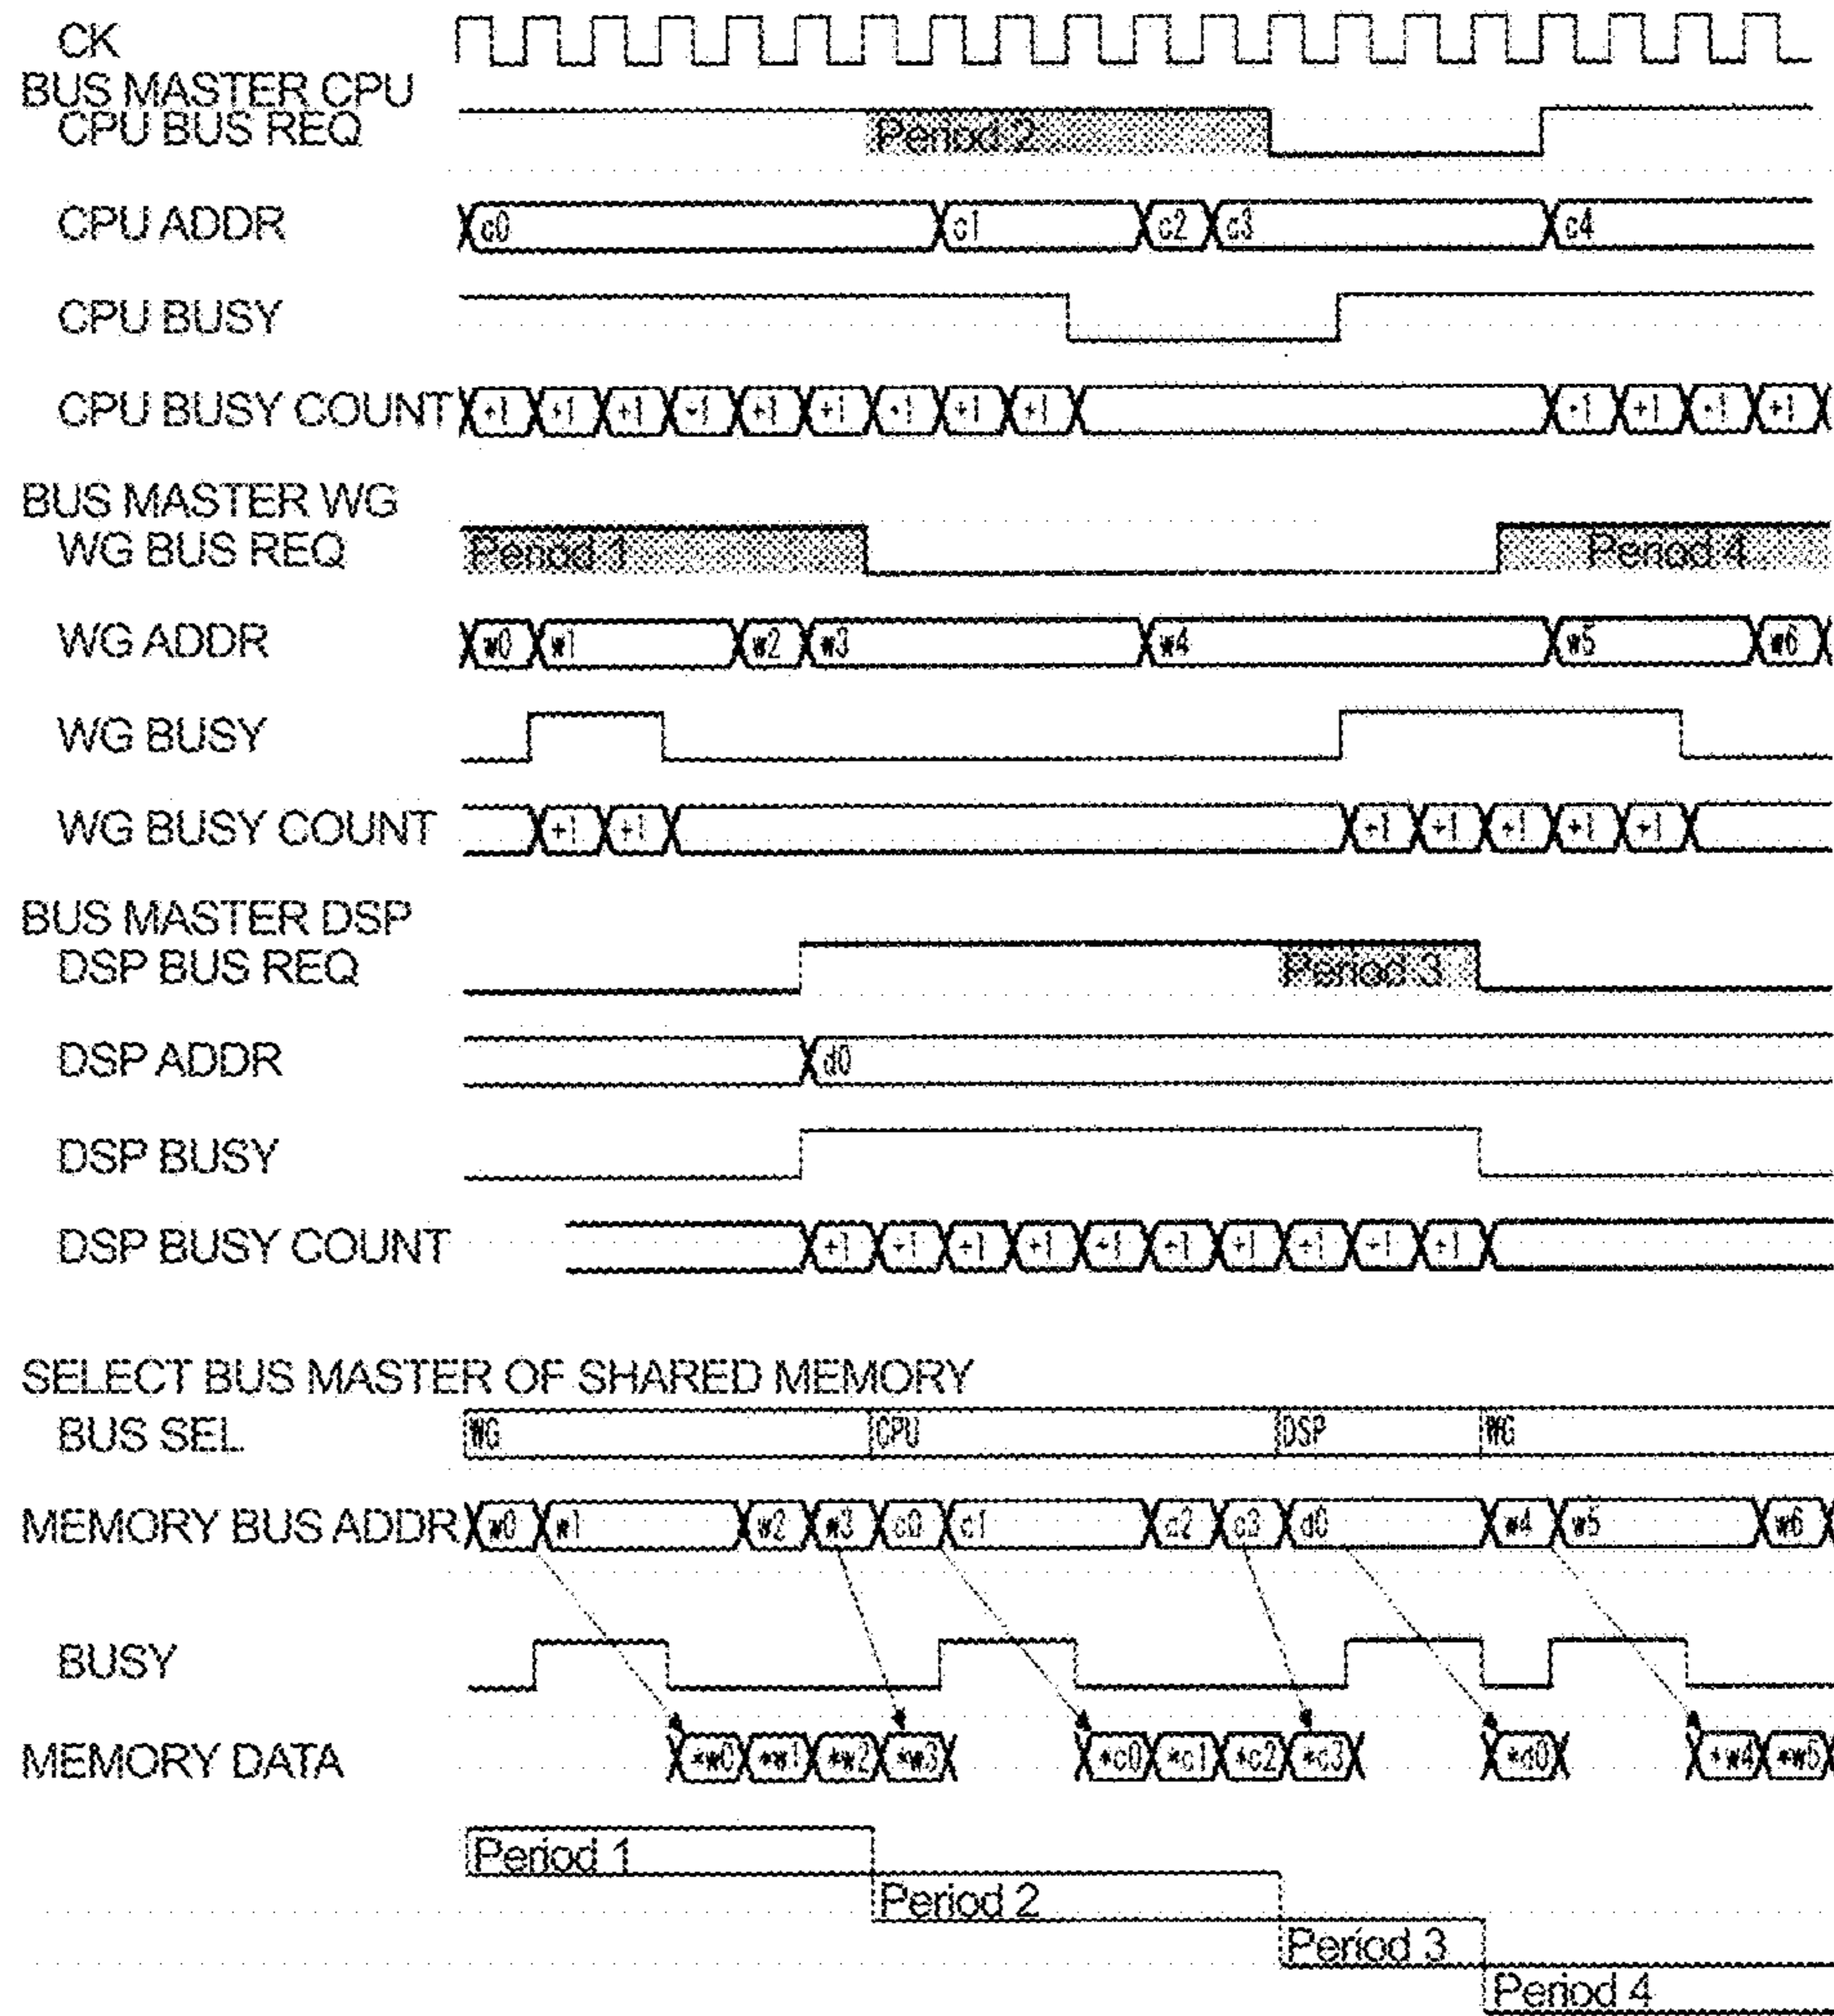 CK
BUS MASTER CPU
CPU BUS REQ Period 2
CPU ADDR c0 c1 c2 c3 c4
CPU BUSY
CPU BUSY COUNT +1 +1 +1 +1 +1 +1 +1 +1 +1 +1 +1 +1 +1
BUS MASTER WG
WG BUS REQ Period 1 Period 4
WG ADDR w0 w1 w2 w3 w4 w5 w6
WG BUSY
WG BUSY COUNT +1 +1 +1 +1 +1 +1 +1
BUS MASTER DSP
DSP BUS REQ Period 3
DSP ADDR d0
DSP BUSY
DSP BUSY COUNT +1 +1 +1 +1 +1 +1 +1 +1 +1 +1
SELECT BUS MASTER OF SHARED MEMORY
BUS SEL WG CPU DSP WG
MEMORY BUS ADDR w0 w1 w2 w3 c0 c1 c2 c3 d0 w4 w5 w6
BUSY
MEMORY DATA *w0 *w1 *w2 *w3 *c0 *c1 *c2 *c3 *d0 *w4 *w5
Period 1
Period 2
Period 3
Period 4